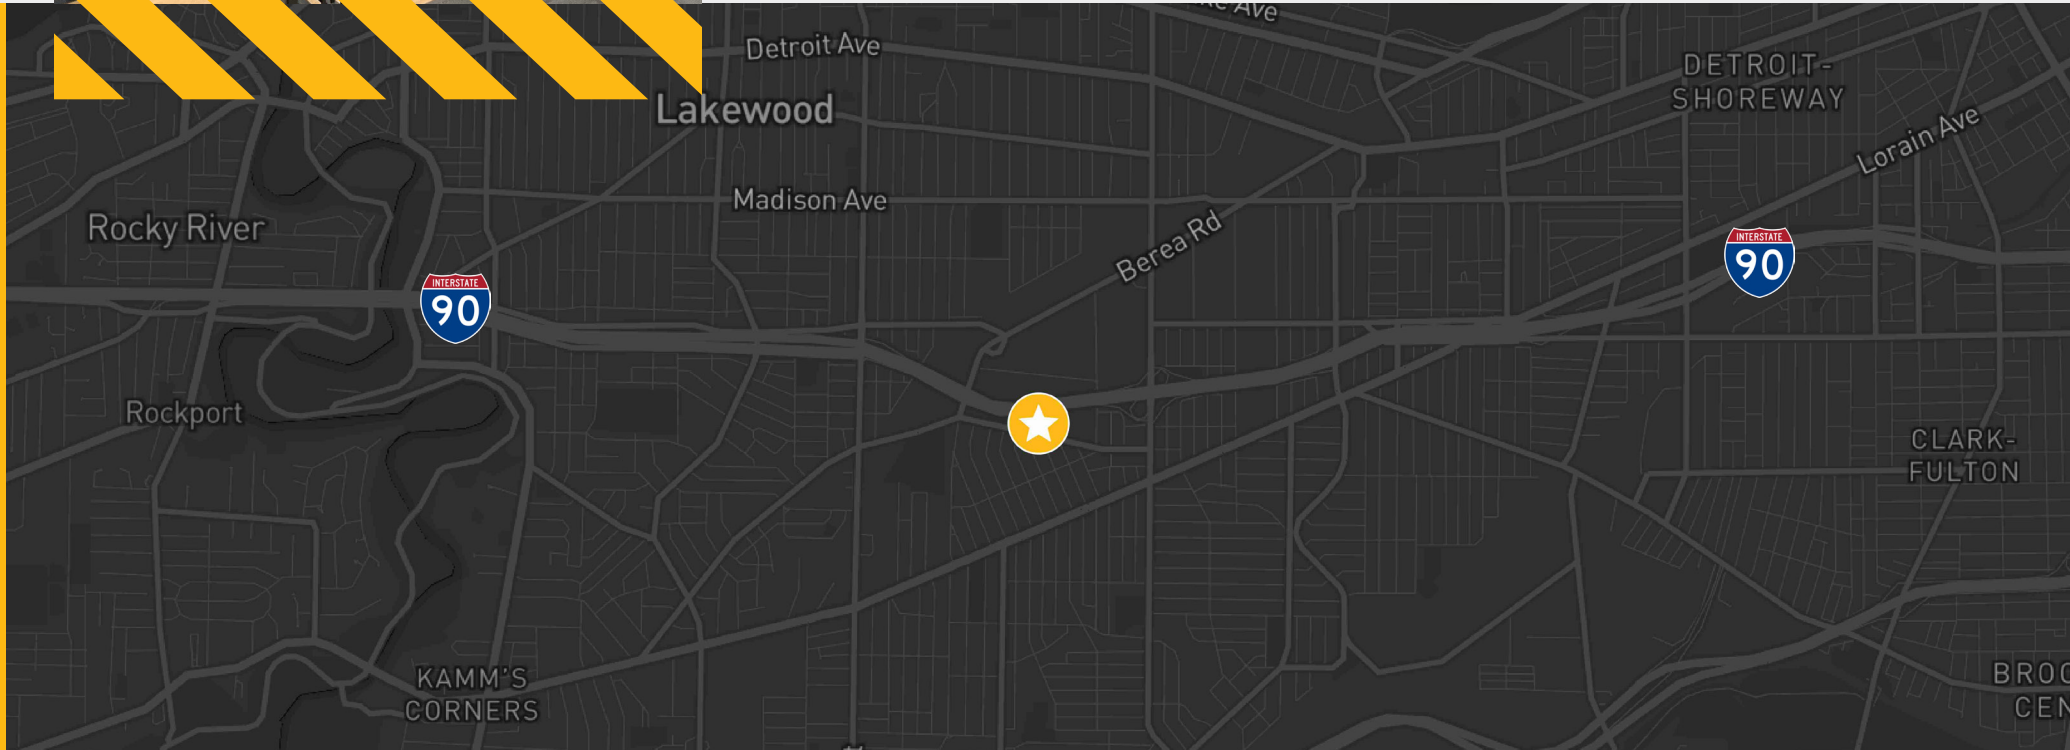 Detroit Ave
DETROIT-
SHOREWAY
Lakewood
Lorain Ave
Madison Ave
Rocky River
Berea Rd
INTERSTATE
90
INTERSTATE
90
Rockport
CLARK-
FULTON
KAMM'S
CORNERS
Ave